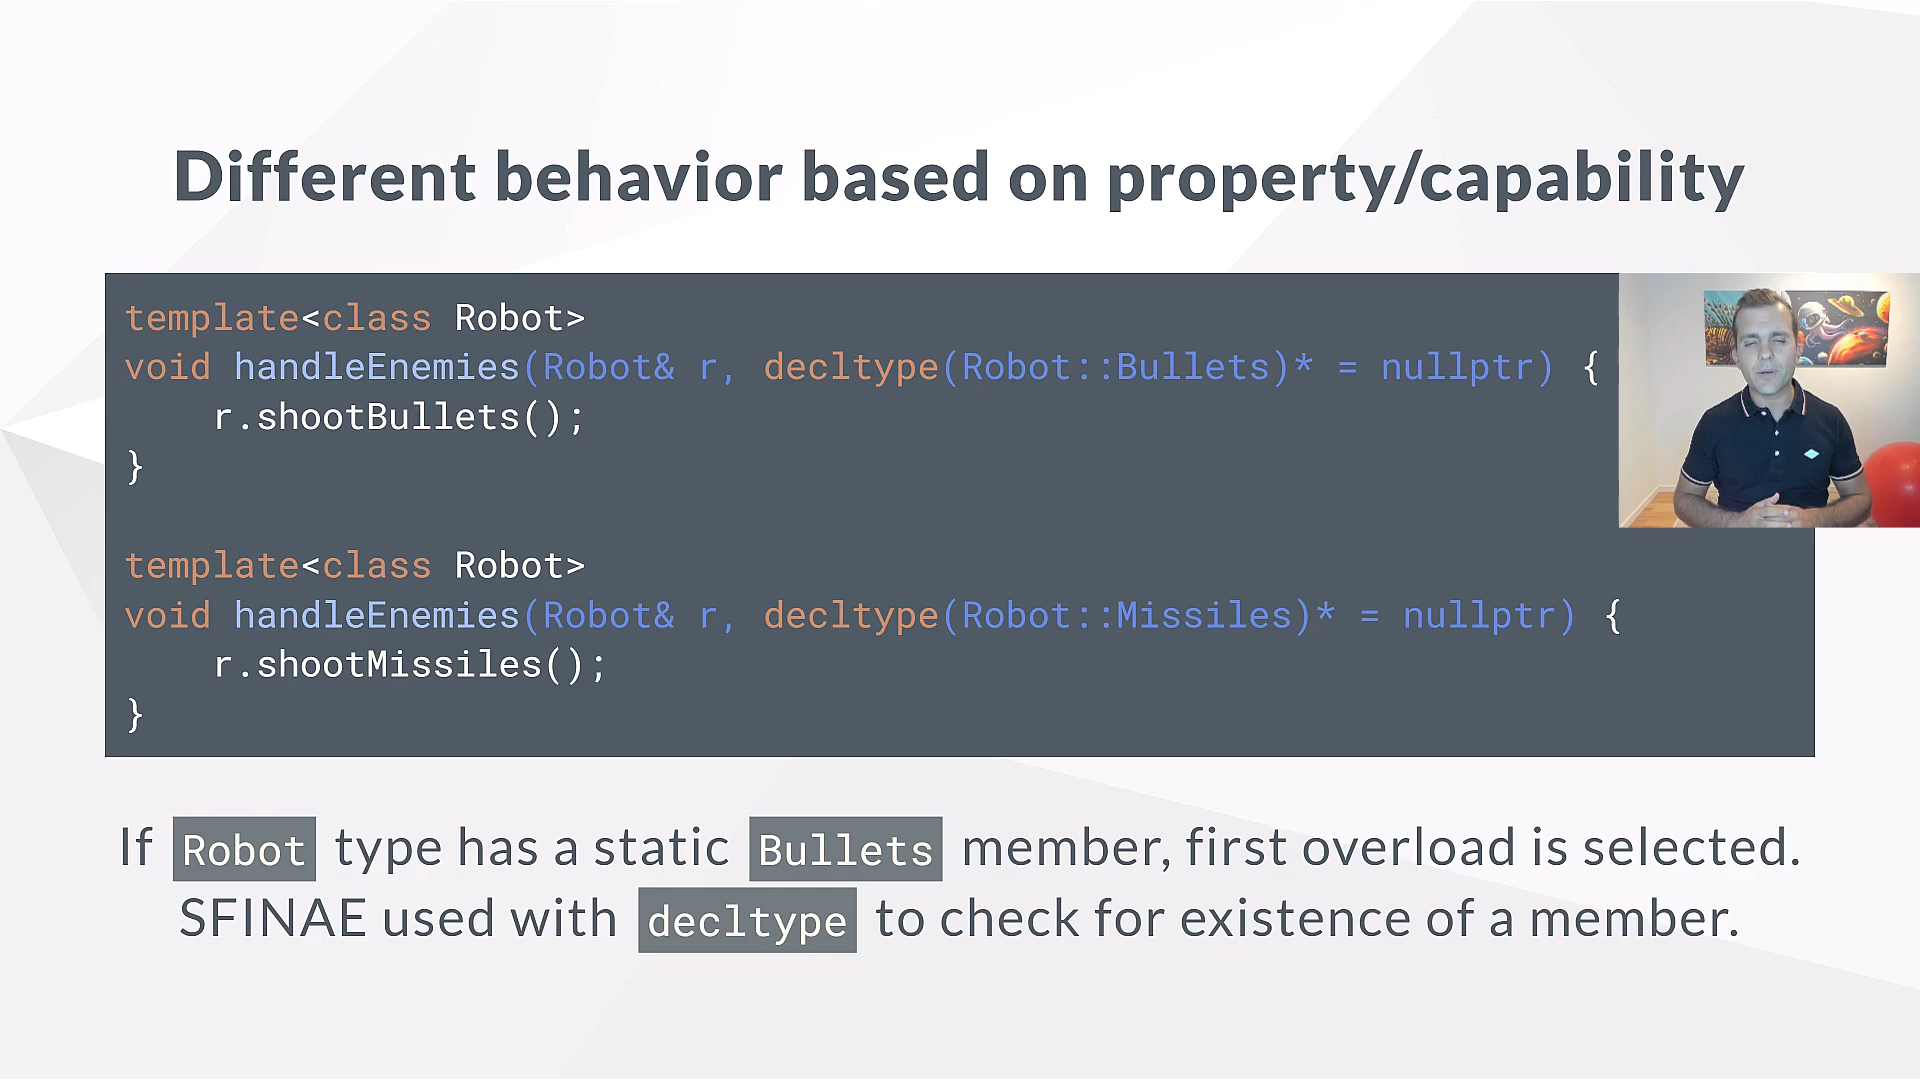 Different behavior based on property/capability
template<class Robot>
void handleEnemies(Robot& r, decltype(Robot::Bullets)* = nullptr) {
    r.shootBullets();
}
template<class Robot>
void handleEnemies(Robot& r, decltype(Robot::Missiles)* = nullptr) {
    r.shootMissiles();
}
If Robot type has a static Bullets member, first overload is selected.
SFINAE used with decltype to check for existence of a member.